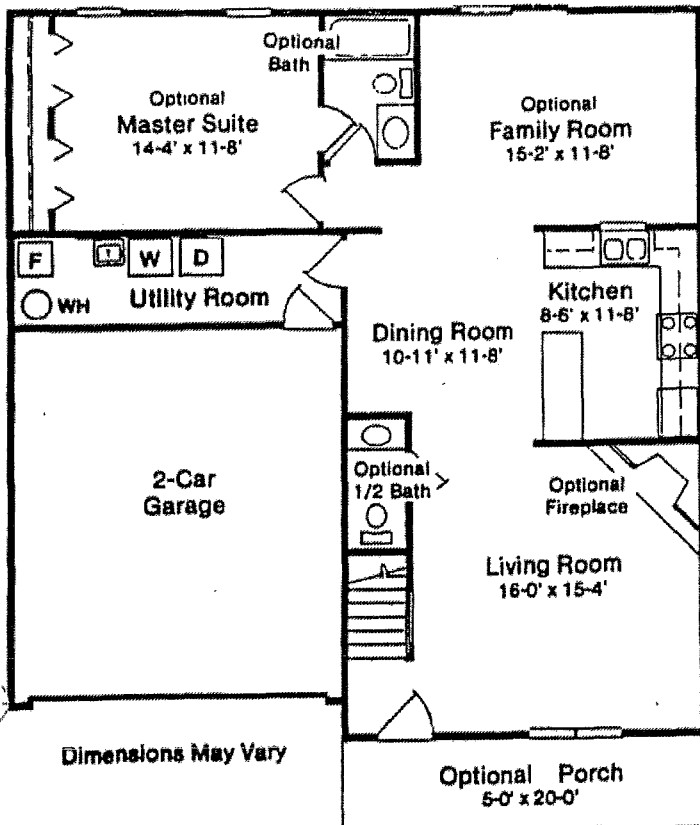 Optional
Bath
Optional
Master Suite
14-4' x 11-8'
Optional
Family Room
15-2' x 11-8'
F
W
D
WH
Utility Room
Kitchen
8-6' x 11-8'
Dining Room
10-11' x 11-8'
2-Car
Garage
Optional
1/2 Bath
Optional
Fireplace
Living Room
16-0' x 15-4'
Dimensions May Vary
Optional Porch
5-0' x 20-0'